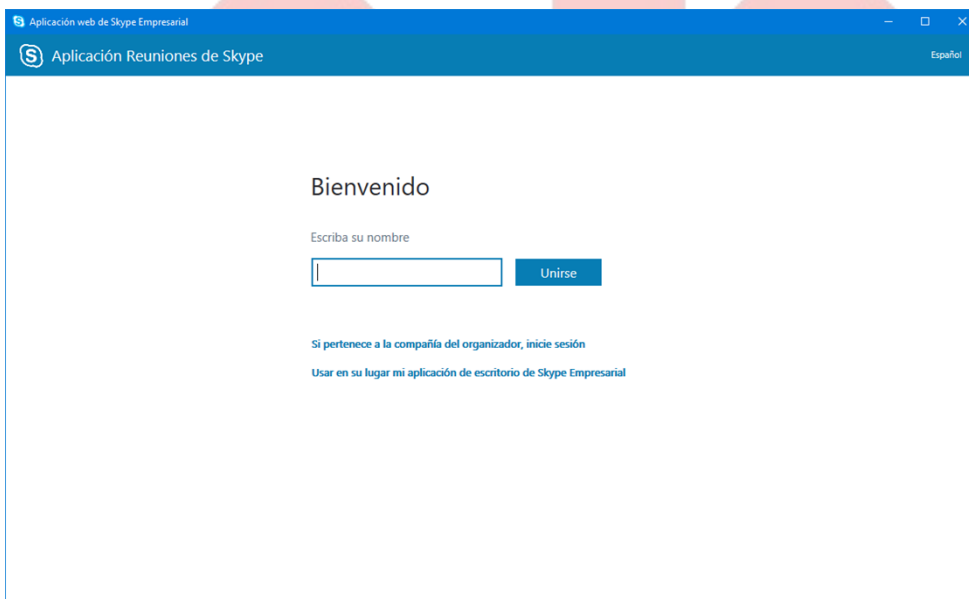 Aplicación web de Skype Empresarial
Aplicación Reuniones de Skype
Español
Bienvenido
Escriba su nombre
Unirse
Si pertenece a la compañía del organizador, inicie sesión
Usar en su lugar mi aplicación de escritorio de Skype Empresarial